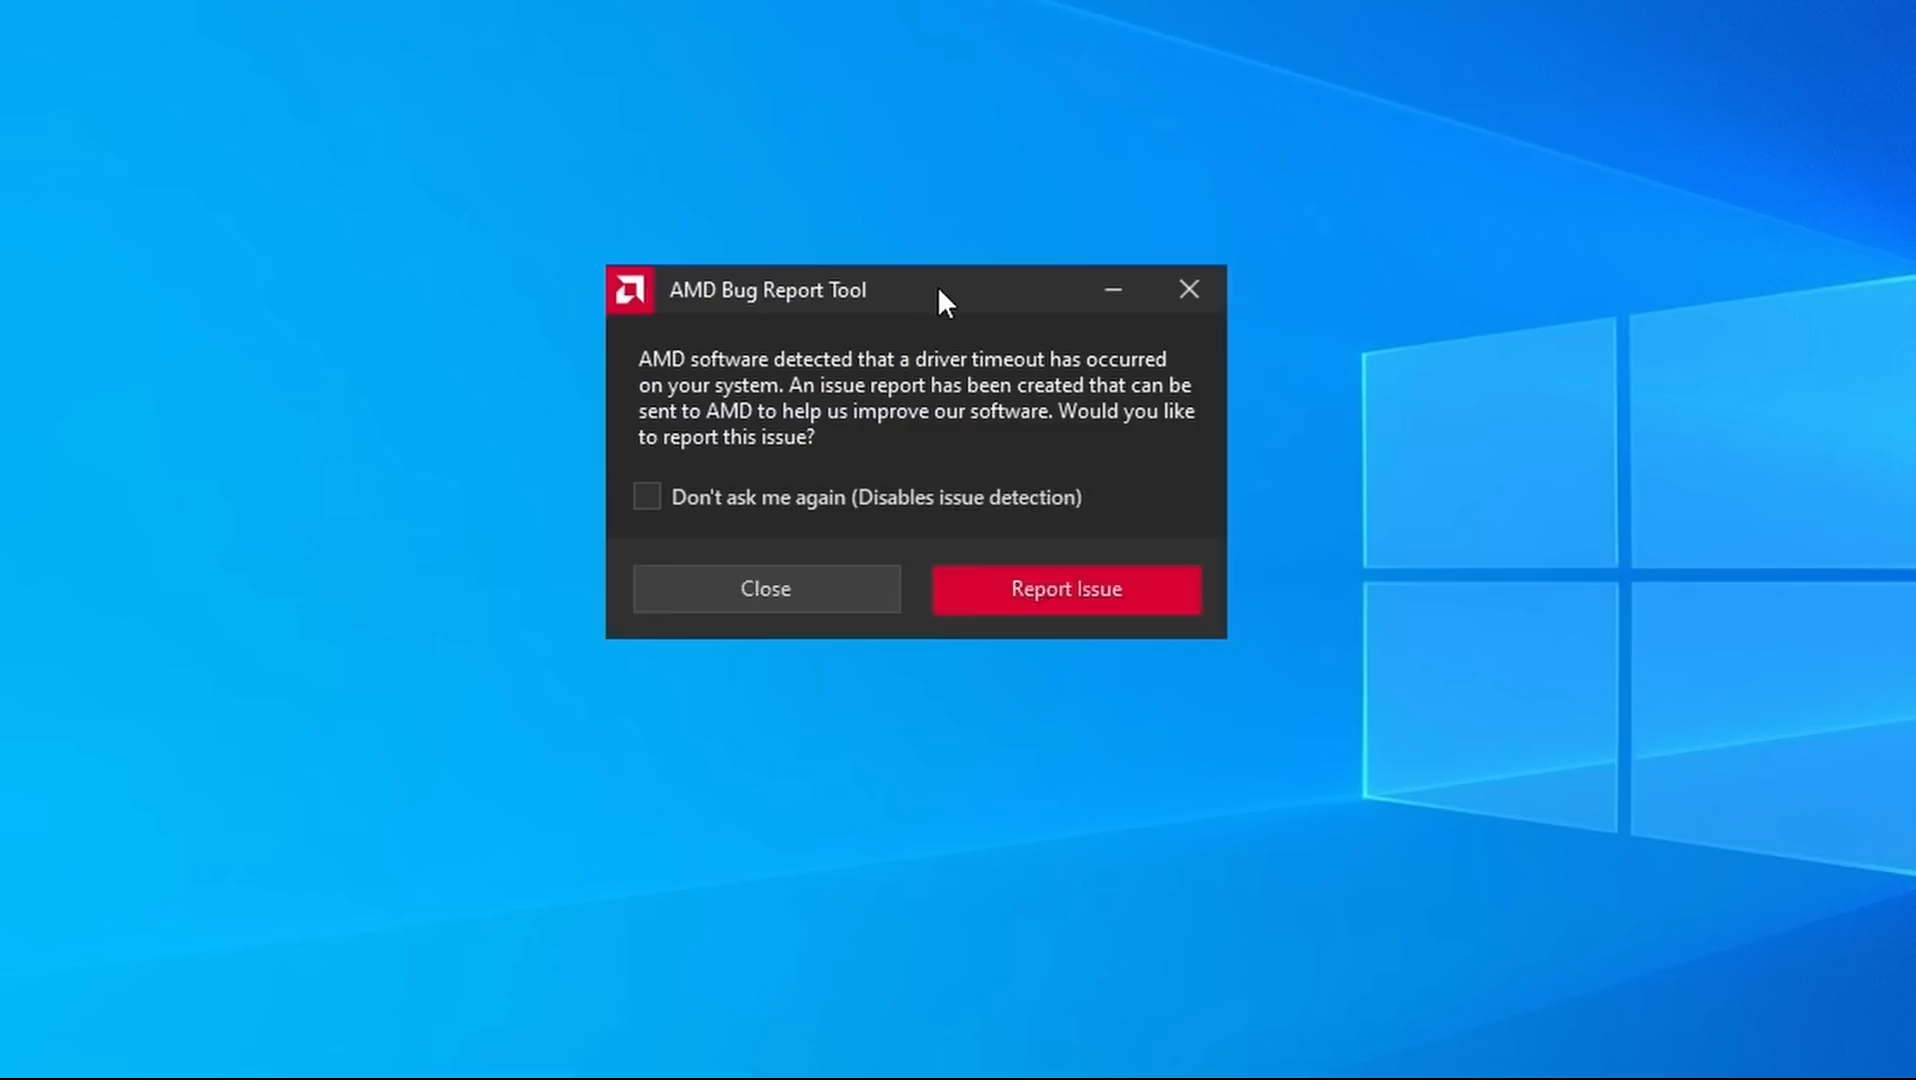 AMD Bug Report Tool
AMD software detected that a driver timeout has occurred
on your system. An issue report has been created that can be
sent to AMD to help us improve our software. Would you like
to report this issue?
Don't ask me again (Disables issue detection)
Close
Report Issue